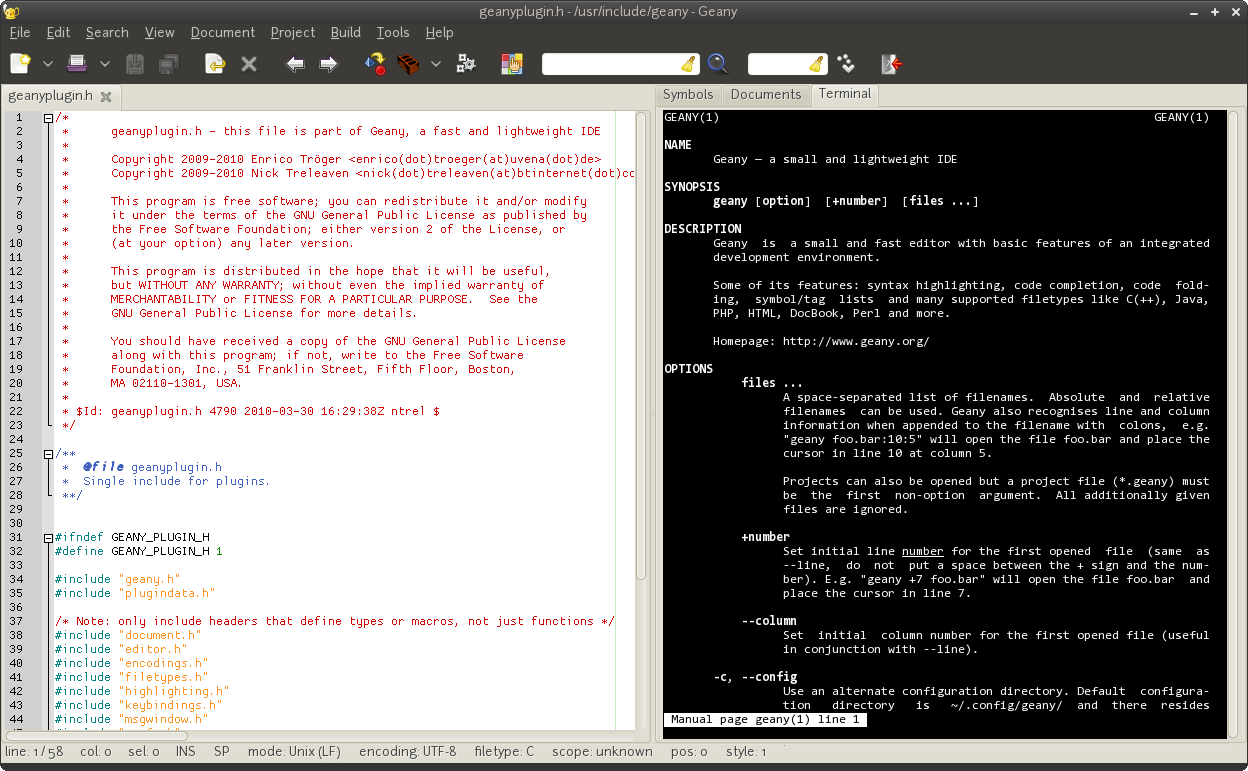 geanyplugin.h - /usr/include/geany - Geany
File Edit Search View Document Project Build Tools Help
geanyplugin.h
1 /*
2 * geanyplugin.h - this file is part of Geany, a fast and lightweight IDE
3 *
4 * Copyright 2009-2010 Enrico Tröger <enrico(dot)troeger(at)uvena(dot)de>
5 * Copyright 2009-2010 Nick Treleaven <nick(dot)treleaven(at)btinternet(dot)co
6 *
7 * This program is free software; you can redistribute it and/or modify
8 * it under the terms of the GNU General Public License as published by
9 * the Free Software Foundation; either version 2 of the License, or
10 * (at your option) any later version.
11 *
12 * This program is distributed in the hope that it will be useful,
13 * but WITHOUT ANY WARRANTY; without even the implied warranty of
14 * MERCHANTABILITY or FITNESS FOR A PARTICULAR PURPOSE.  See the
15 * GNU General Public License for more details.
16 *
17 * You should have received a copy of the GNU General Public License
18 * along with this program; if not, write to the Free Software
19 * Foundation, Inc., 51 Franklin Street, Fifth Floor, Boston,
20 * MA 02110-1301, USA.
21 *
22 * $Id: geanyplugin.h 4790 2010-03-30 16:29:38Z ntrel $
23 */
24
25 /**
26 * @file geanyplugin.h
27 * Single include for plugins.
28 **/
29
30
31 #ifndef GEANY_PLUGIN_H
32 #define GEANY_PLUGIN_H 1
33
34 #include "geany.h"
35 #include "plugindata.h"
36
37 /* Note: only include headers that define types or macros, not just functions */
38 #include "document.h"
39 #include "editor.h"
40 #include "encodings.h"
41 #include "filetypes.h"
42 #include "highlighting.h"
43 #include "keybindings.h"
44 #include "msgwindow.h"
Symbols Documents Terminal
GEANY(1) GEANY(1)
NAME
Geany — a small and lightweight IDE
SYNOPSIS
geany [option] [+number] [files ...]
DESCRIPTION
Geany is a small and fast editor with basic features of an integrated
development environment.
Some of its features: syntax highlighting, code completion, code fold-
ing, symbol/tag lists and many supported filetypes like C(++), Java,
PHP, HTML, DocBook, Perl and more.
Homepage: http://www.geany.org/
OPTIONS
files ...
A space-separated list of filenames. Absolute and relative
filenames can be used. Geany also recognises line and column
information when appended to the filename with colons, e.g.
"geany foo.bar:10:5" will open the file foo.bar and place the
cursor in line 10 at column 5.
Projects can also be opened but a project file (*.geany) must
be the first non-option argument. All additionally given
files are ignored.
+number
Set initial line number for the first opened file (same as
--line, do not put a space between the + sign and the num-
ber). E.g. "geany +7 foo.bar" will open the file foo.bar and
place the cursor in line 7.
--column
Set initial column number for the first opened file (useful
in conjunction with --line).
-c, --config
Use an alternate configuration directory. Default configura-
tion directory is ~/.config/geany/ and there resides
Manual page geany(1) line 1
line: 1 / 58 col: 0 sel: 0 INS SP mode: Unix (LF) encoding: UTF-8 filetype: C scope: unknown pos: 0 style: 1